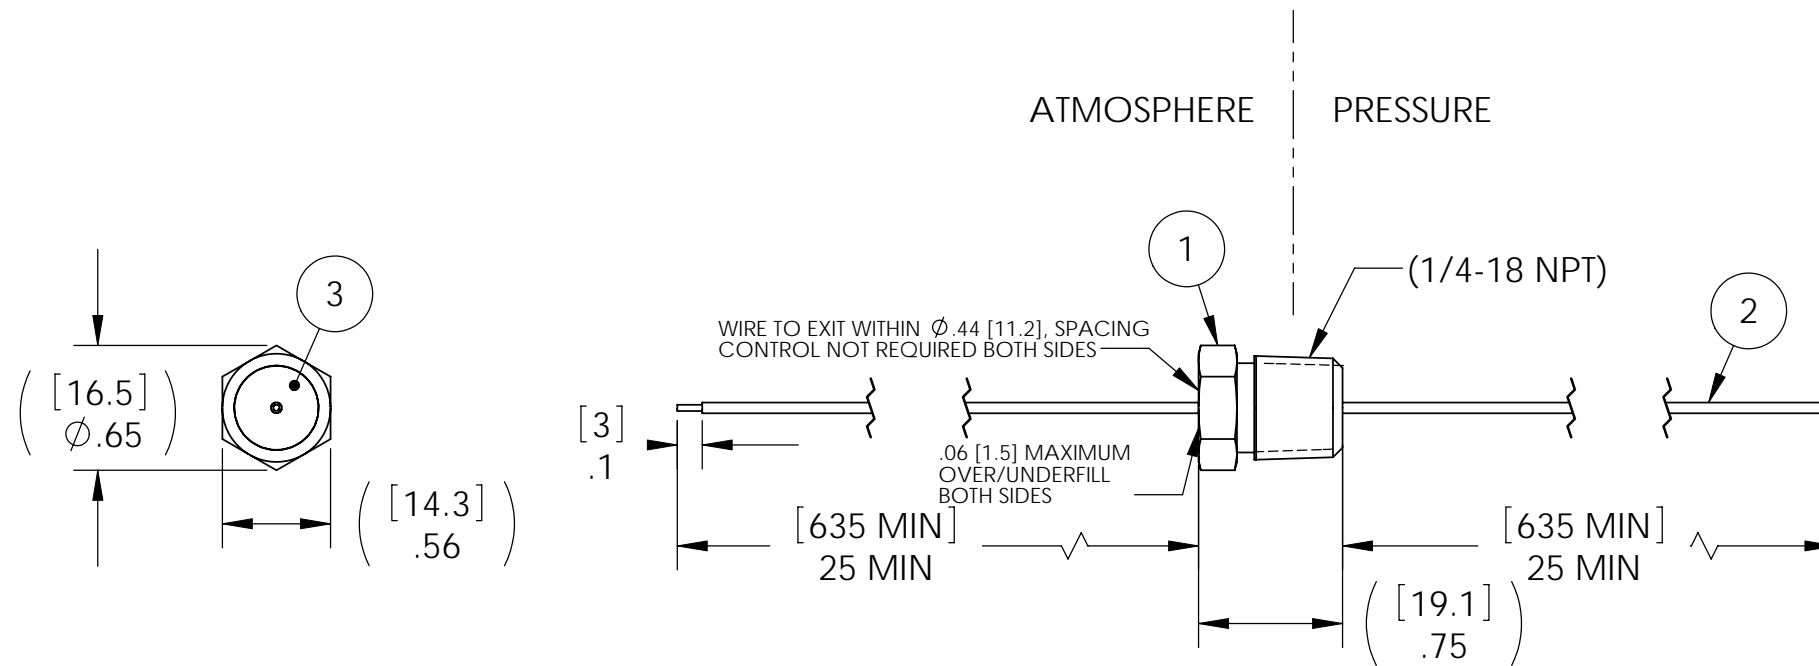 ATMOSPHERE
PRESSURE
1
(1/4-18 NPT)
3
2
WIRE TO EXIT WITHIN ∅.44 [11.2], SPACING
CONTROL NOT REQUIRED BOTH SIDES
([16.5]
∅.65)
[3]
.1
.06 [1.5] MAXIMUM
OVER/UNDERFILL
BOTH SIDES
([14.3]
.56)
[635 MIN]
25 MIN
[635 MIN]
25 MIN
([19.1]
.75)